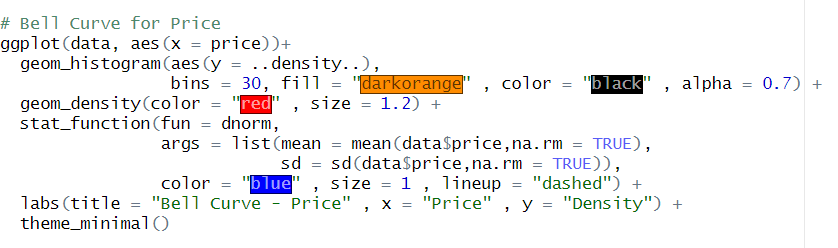 # Bell Curve for Price
ggplot(data, aes(x = price))+
geom_histogram(aes(y = ..density..),
bins = 30, fill = "darkorange" , color = "black" , alpha = 0.7) +
geom_density(color = "red" , size = 1.2) +
stat_function(fun = dnorm,
args = list(mean = mean(data$price,na.rm = TRUE),
sd = sd(data$price,na.rm = TRUE)),
color = "blue" , size = 1 , lineup = "dashed") +
labs(title = "Bell Curve - Price" , x = "Price" , y = "Density") +
theme_minimal()